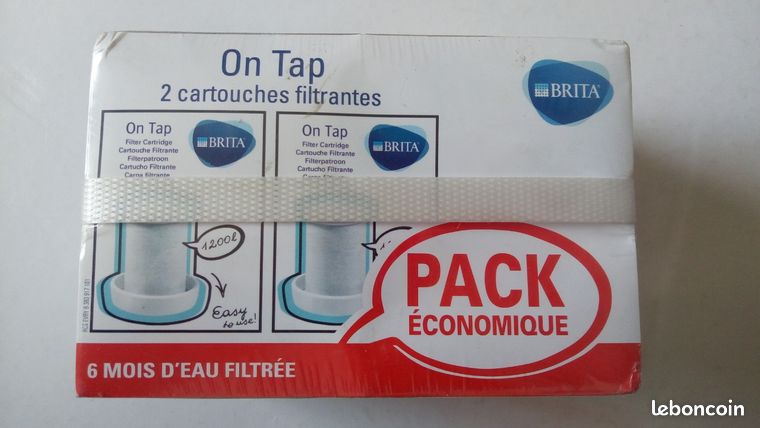 On Tap
2 cartouches filtrantes
BRITA
On Tap
BRITA
Filter Cartridge
Cartouche Filtrante
Filterpatroon
Cartucho Filtrante
1200l
Easy
to use!
On Tap
BRITA
Filter Cartridge
Cartouche Filtrante
Filterpatroon
Cartucho Filtrante
PACK
ÉCONOMIQUE
6 MOIS D'EAU FILTRÉE
leboncoin